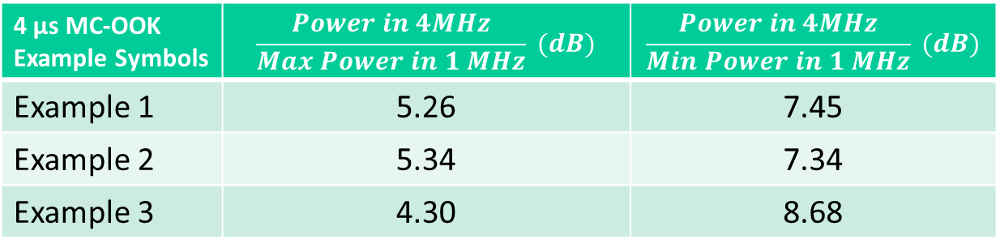 4 µs MC-OOK
Example Symbols
Power in 4MHz
Max Power in 1 MHz
(dB)
Power in 4MHz
Min Power in 1 MHz
(dB)
Example 1 5.26 7.45
Example 2 5.34 7.34
Example 3 4.30 8.68